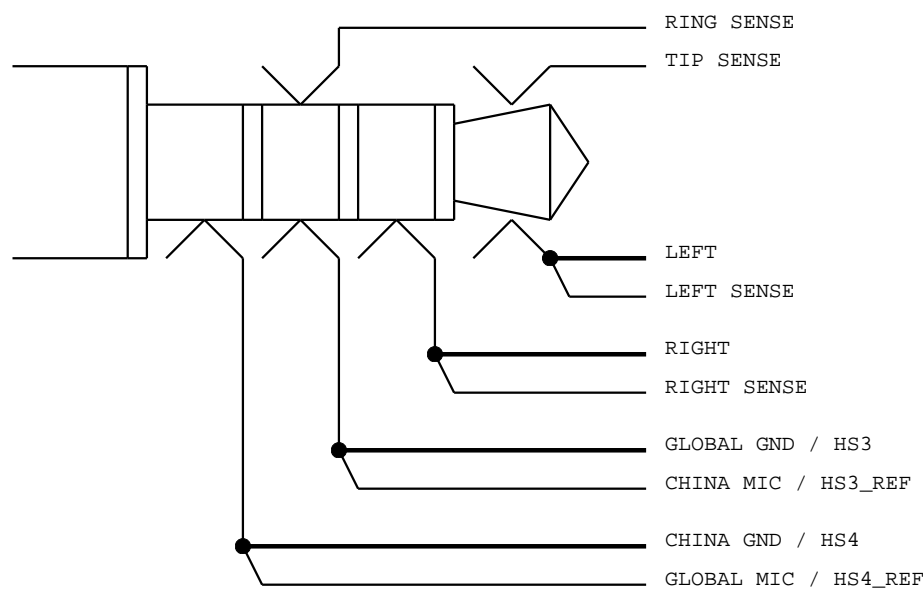 RING SENSE
TIP SENSE
LEFT
LEFT SENSE
RIGHT
RIGHT SENSE
GLOBAL GND / HS3
CHINA MIC / HS3_REF
CHINA GND / HS4
GLOBAL MIC / HS4_REF